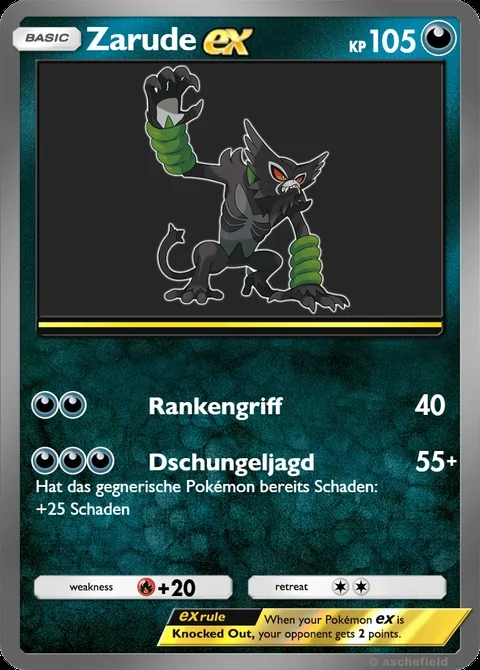 BASIC Zarude ex KP 105
Rankengriff 40
Dschungeljagd 55+
Hat das gegnerische Pokémon bereits Schaden:
+25 Schaden
weakness +20 retreat
ex rule When your Pokémon ex is
Knocked Out, your opponent gets 2 points.
© aschefield